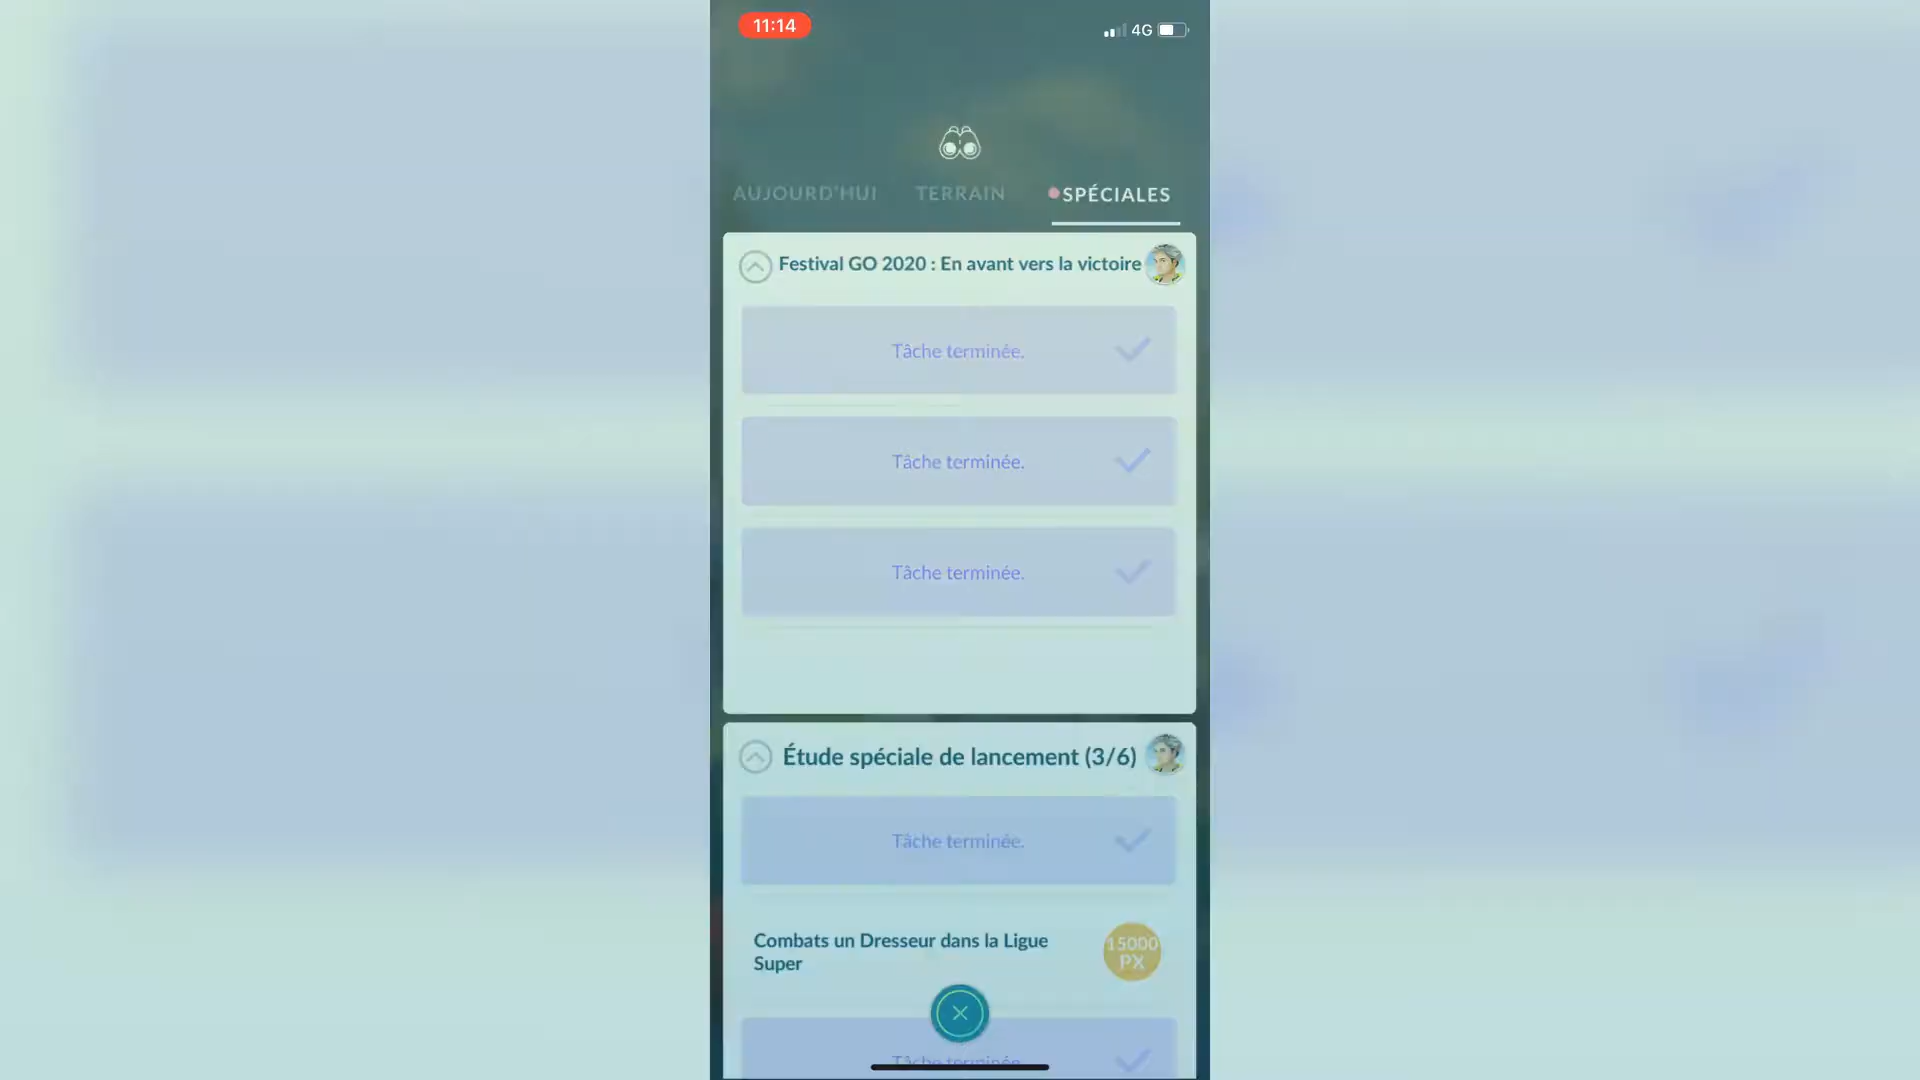 11:14
4G
AUJOURD'HUI
TERRAIN
SPÉCIALES
Festival GO 2020 : En avant vers la victoire
Tâche terminée.
Tâche terminée.
Tâche terminée.
Étude spéciale de lancement (3/6)
Tâche terminée.
Combats un Dresseur dans la Ligue
Super
15000
PX
Tâche terminée.